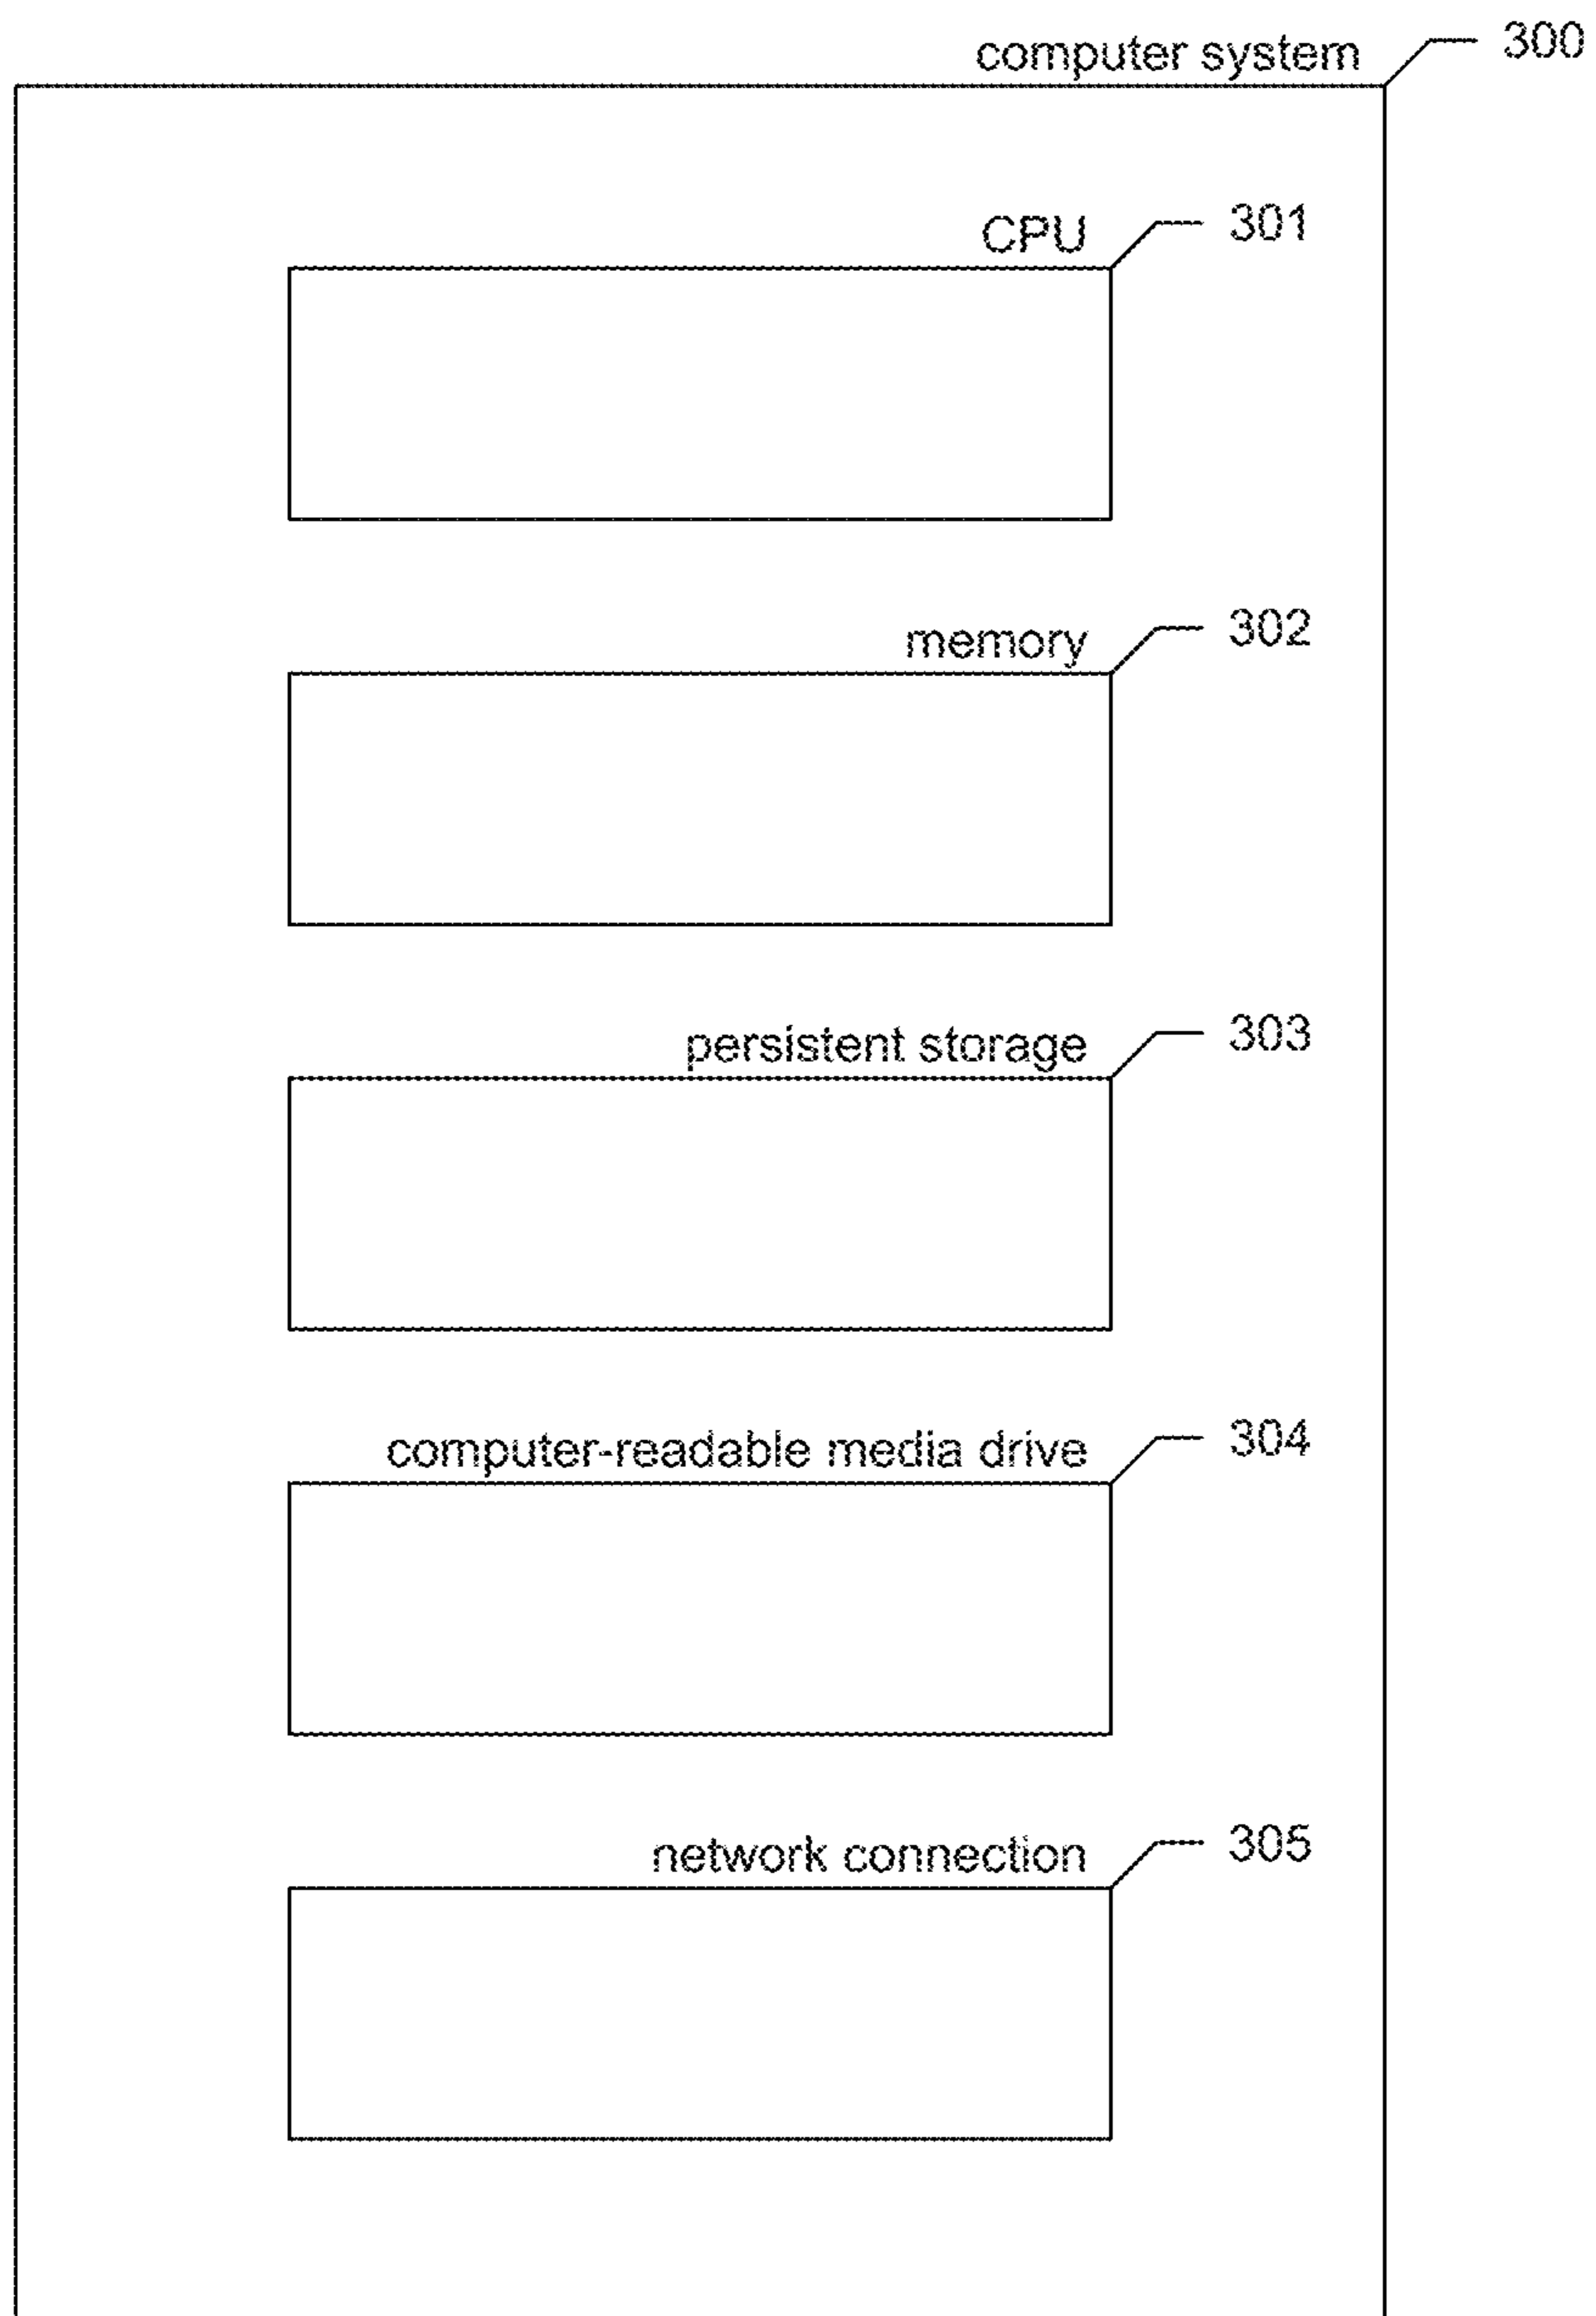 computer system 300
CPU 301
memory 302
persistent storage 303
computer-readable media drive 304
network connection 305